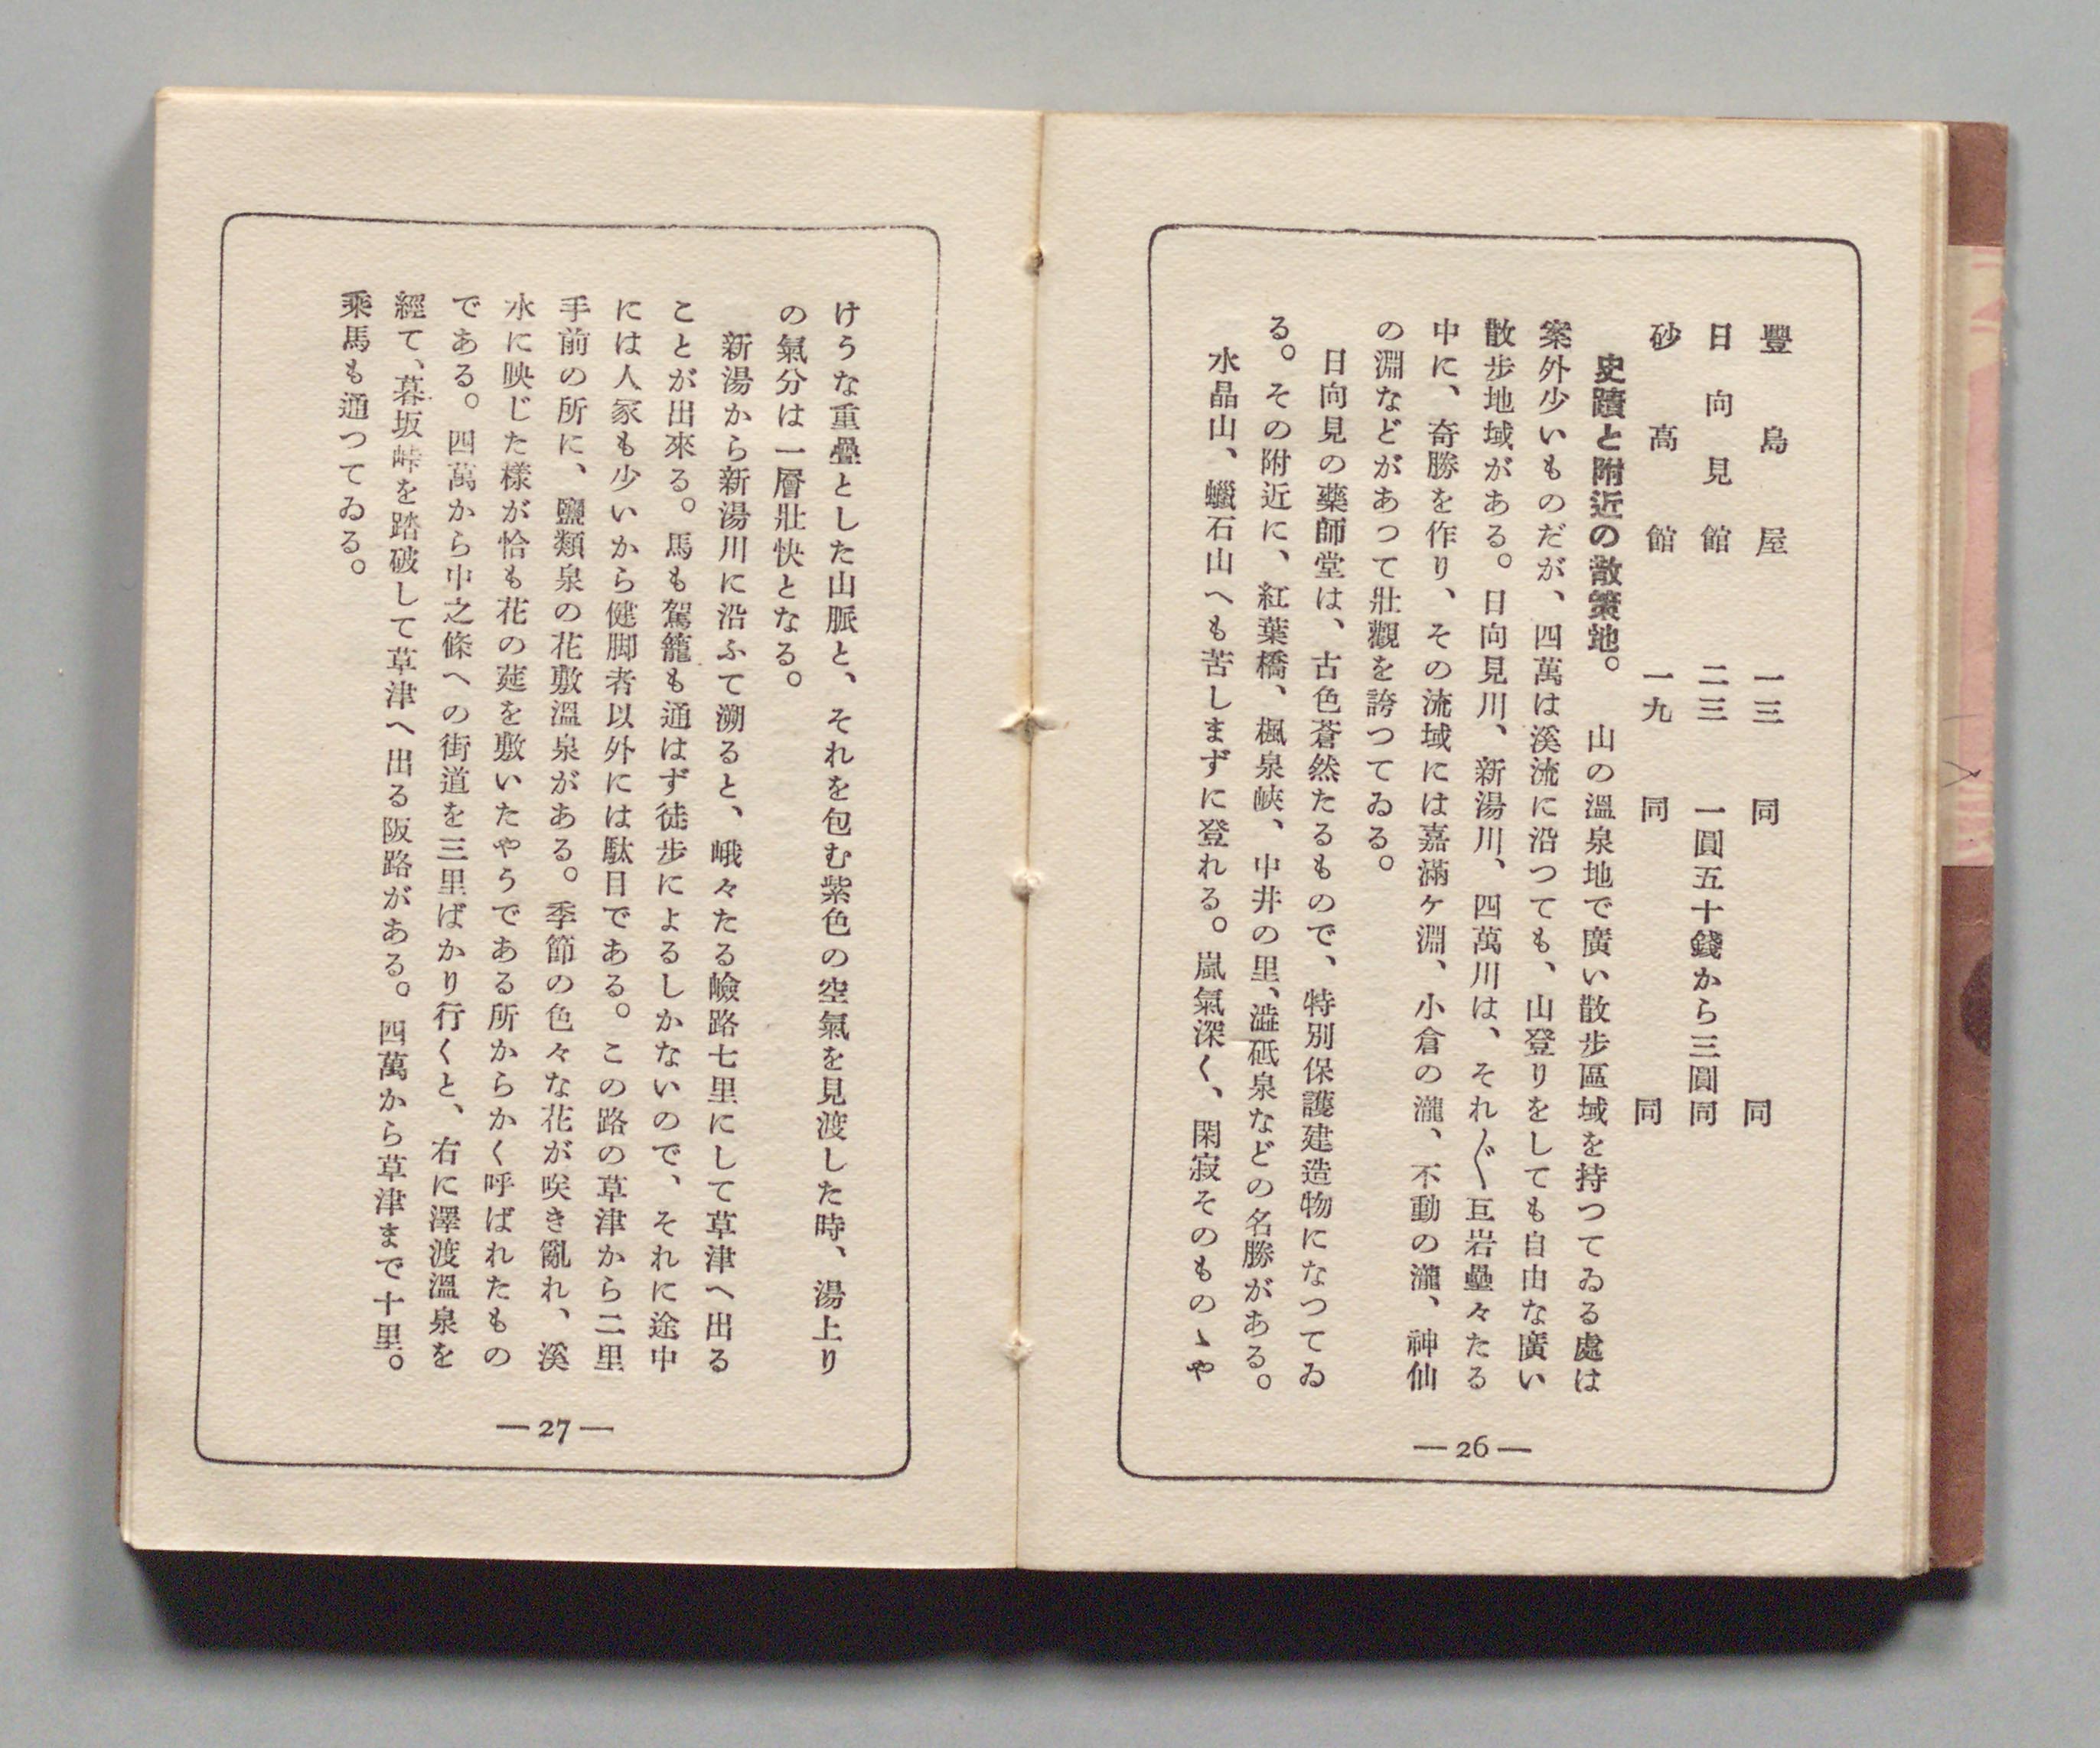 豐島屋　一三　同　同
日向見館　二三　一圓五十錢から三圓　同
砂高館　一九　同　同
史蹟と附近の散策地。　山の溫泉地で廣い散步區域を持つてゐる處は
案外少いものだが、四萬は溪流に沿つても、山登りをしても自由な廣い
散步地域がある。日向見川、新湯川、四萬川は、それ〴〵巨岩壘々たる
中に、奇勝を作り、その流域には嘉滿ケ淵、小倉の瀧、不動の瀧、神仙
の淵などがあつて壯觀を誇つてゐる。
日向見の藥師堂は、古色蒼然たるもので、特別保護建造物になつてゐ
る。その附近に、紅葉橋、楓泉峽、中井の里、澁砥泉などの名勝がある。
水晶山、蠟石山へも苦しまずに登れる。嵐氣深く、閑寂そのものゝや
―26―
けうな重疊とした山脈と、それを包む紫色の空氣を見渡した時、湯上り
の氣分は一層壯快となる。
新湯から新湯川に沿ふて溯ると、峨々たる嶮路七里にして草津へ出る
ことが出來る。馬も駕籠も通はず徒步によるしかないので、それに途中
には人家も少いから健脚者以外には駄目である。この路の草津から二里
手前の所に、鹽類泉の花敷溫泉がある。季節の色々な花が咲き亂れ、溪
水に映じた樣が恰も花の莚を敷いたやうである所からかく呼ばれたもの
である。四萬から中之條への街道を三里ばかり行くと、右に澤渡溫泉を
經て、暮坂峠を踏破して草津へ出る阪路がある。四萬から草津まで十里。
乘馬も通つてゐる。
―27―